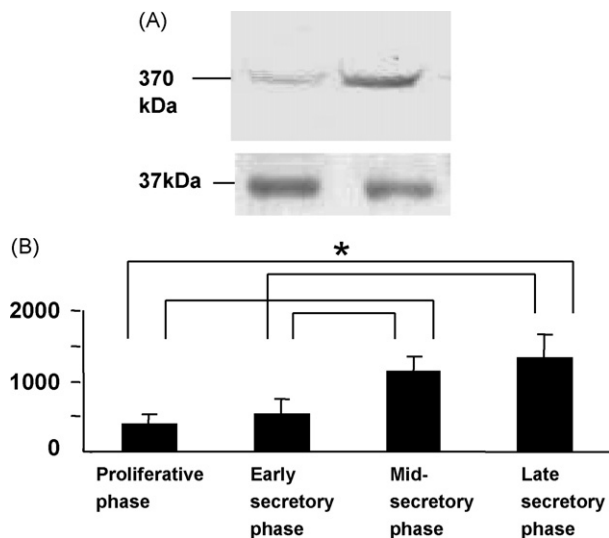 (A)
370
kDa
37kDa
(B)
*
2000
1000
0
Proliferative
phase
Early
secretory
phase
Mid-
secretory
phase
Late
secretory
phase